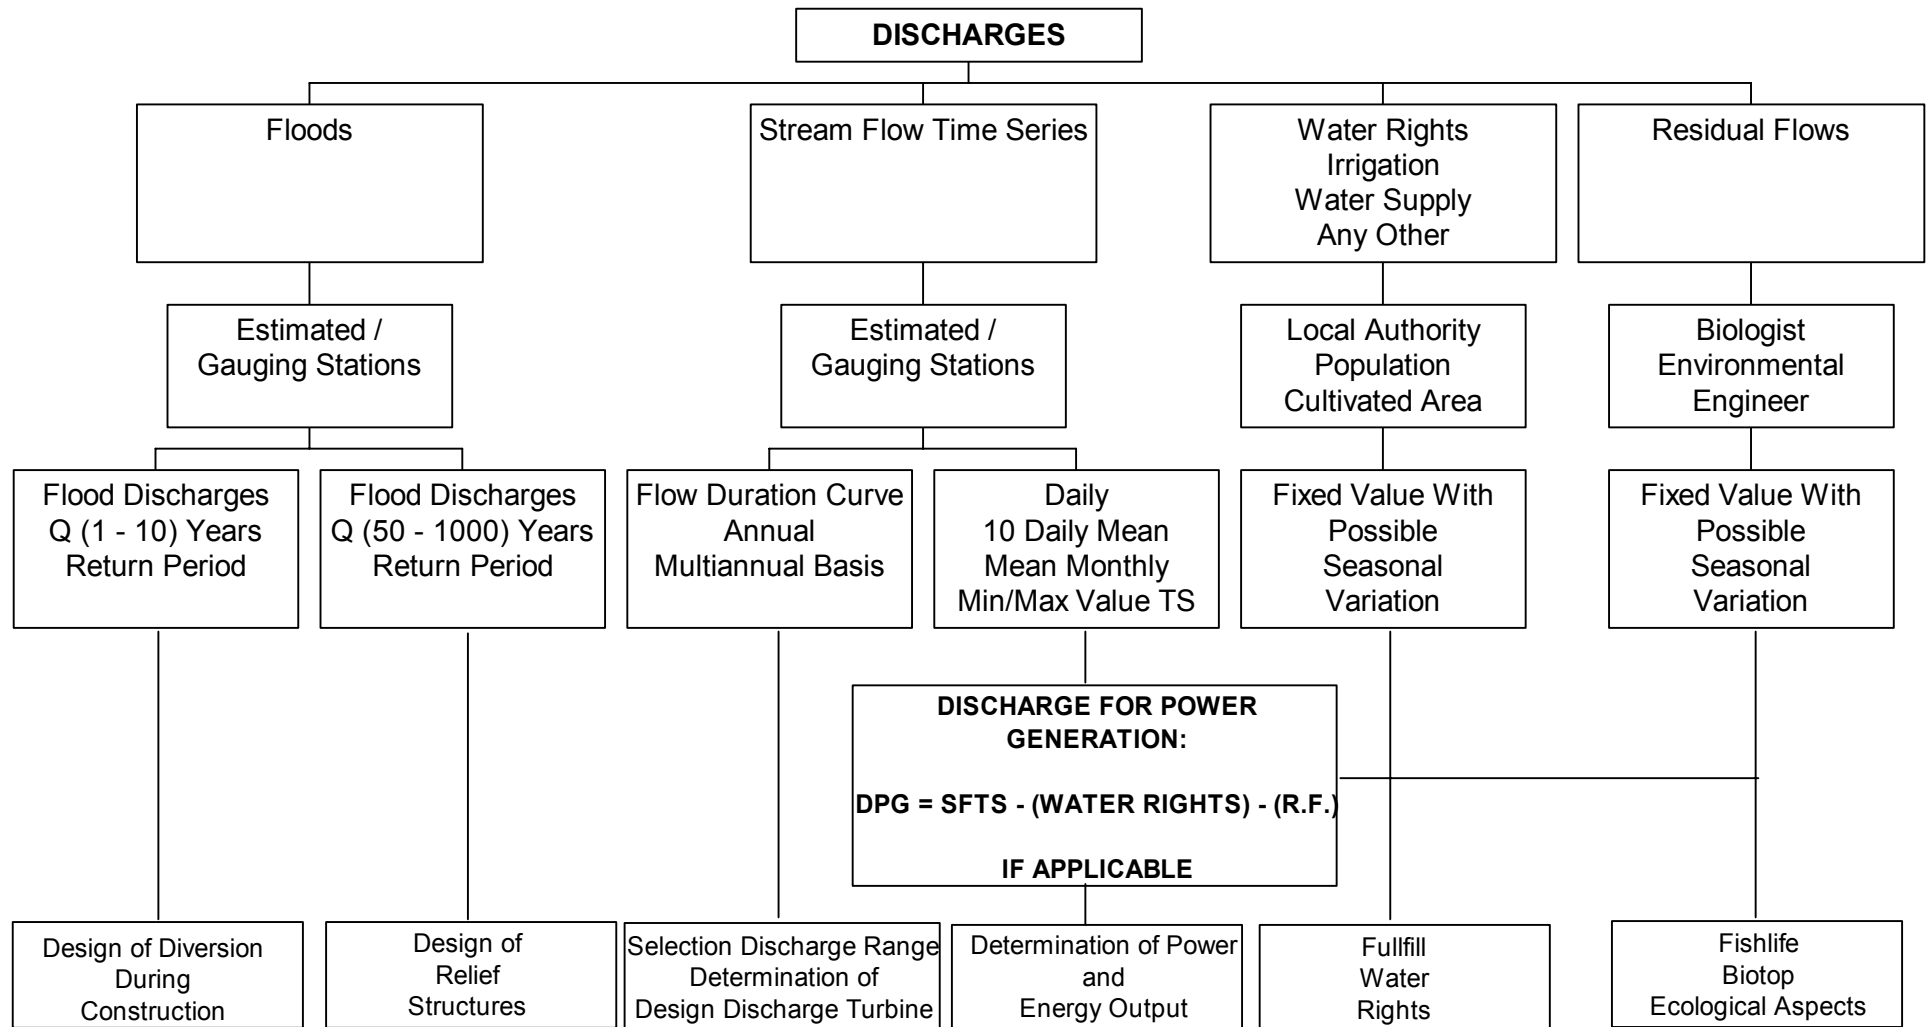 DISCHARGES
Floods
Stream Flow Time Series
Water Rights
Irrigation
Water Supply
Any Other
Residual Flows
Estimated /
Gauging Stations
Estimated /
Gauging Stations
Local Authority
Population
Cultivated Area
Biologist
Environmental
Engineer
Flood Discharges
Q (1 - 10) Years
Return Period
Flood Discharges
Q (50 - 1000) Years
Return Period
Flow Duration Curve
Annual
Multiannual Basis
Daily
10 Daily Mean
Mean Monthly
Min/Max Value TS
Fixed Value With
Possible
Seasonal
Variation
Fixed Value With
Possible
Seasonal
Variation
DISCHARGE FOR POWER
GENERATION:
DPG = SFTS - (WATER RIGHTS) - (R.F.)
IF APPLICABLE
Design of Diversion
During
Construction
Design of
Relief
Structures
Selection Discharge Range
Determination of
Design Discharge Turbine
Determination of Power
and
Energy Output
Fullfill
Water
Rights
Fishlife
Biotop
Ecological Aspects